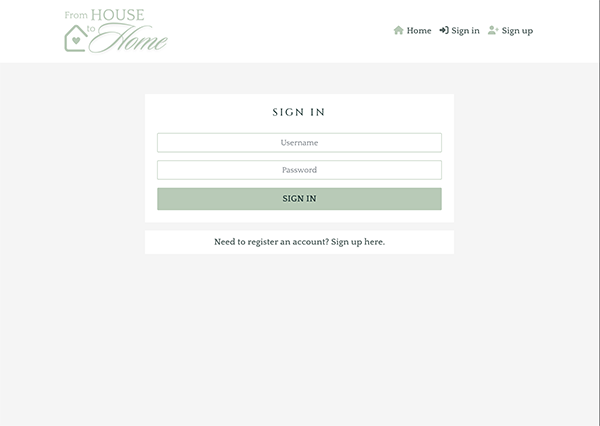 From HOUSE
to Home
Home Sign in Sign up
SIGN IN
Username
Password
SIGN IN
Need to register an account? Sign up here.